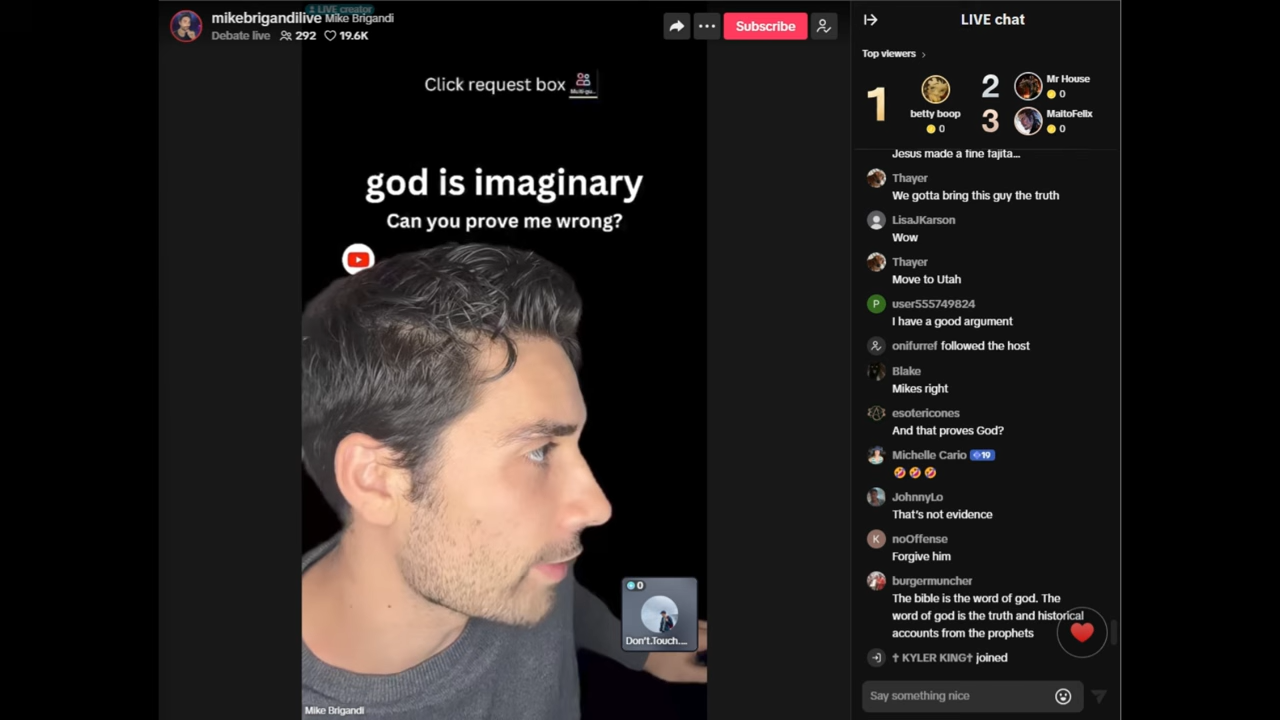 LIVE creator
mikebrigandilive Mike Brigandi
Debate live 292 19.6K
Subscribe
Click request box
god is imaginary
Can you prove me wrong?
0
Don't.Touch....
Mike Brigandi
LIVE chat
Top viewers
1
betty boop
0
2
Mr House
0
3
MaltoFelix
0
Jesus made a fine fajita...
Thayer
We gotta bring this guy the truth
LisaJKarson
Wow
Thayer
Move to Utah
P
user555749824
I have a good argument
onifurref followed the host
Blake
Mikes right
esotericones
And that proves God?
Michelle Cario 19
🤣 🤣 🤣
JohnnyLo
That's not evidence
K
noOffense
Forgive him
burgermuncher
The bible is the word of god. The
word of god is the truth and historical
accounts from the prophets
✝ KYLER KING✝ joined
Say something nice